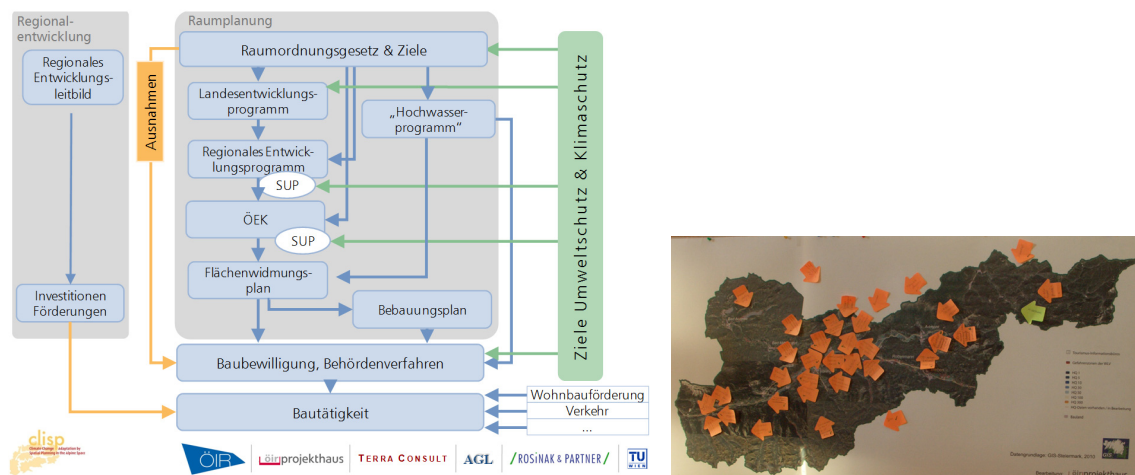 Regional-
entwicklung
Regionales
Entwicklungs-
leitbild
Investitionen
Förderungen
Ausnahmen
Raumplanung
Raumordnungsgesetz & Ziele
Landesentwicklungs-
programm
„Hochwasser-
programm“
Regionales Entwick-
lungsprogramm
SUP
ÖEK
SUP
Flächenwidmungs-
plan
Bebauungsplan
Baubewilligung, Behördenverfahren
Bautätigkeit
Ziele Umweltschutz & Klimaschutz
Wohnbauförderung
Verkehr
...
clisp
ÖIR
öirprojekthaus
TERRA CONSULT
AGL
/ROSINAK & PARTNER/
TU
WIEN